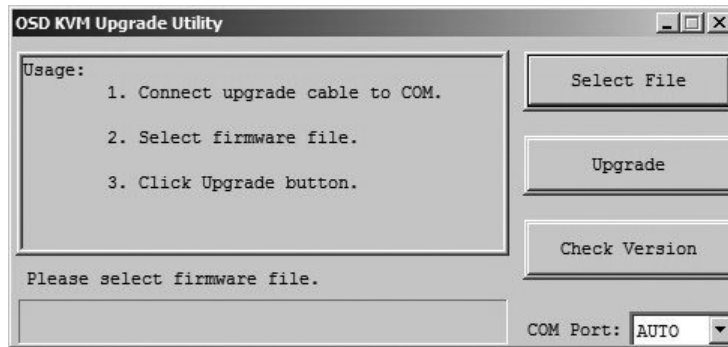 OSD KVM Upgrade Utility
Usage:
1. Connect upgrade cable to COM.
2. Select firmware file.
3. Click Upgrade button.
Please select firmware file.
Select File
Upgrade
Check Version
COM Port: AUTO